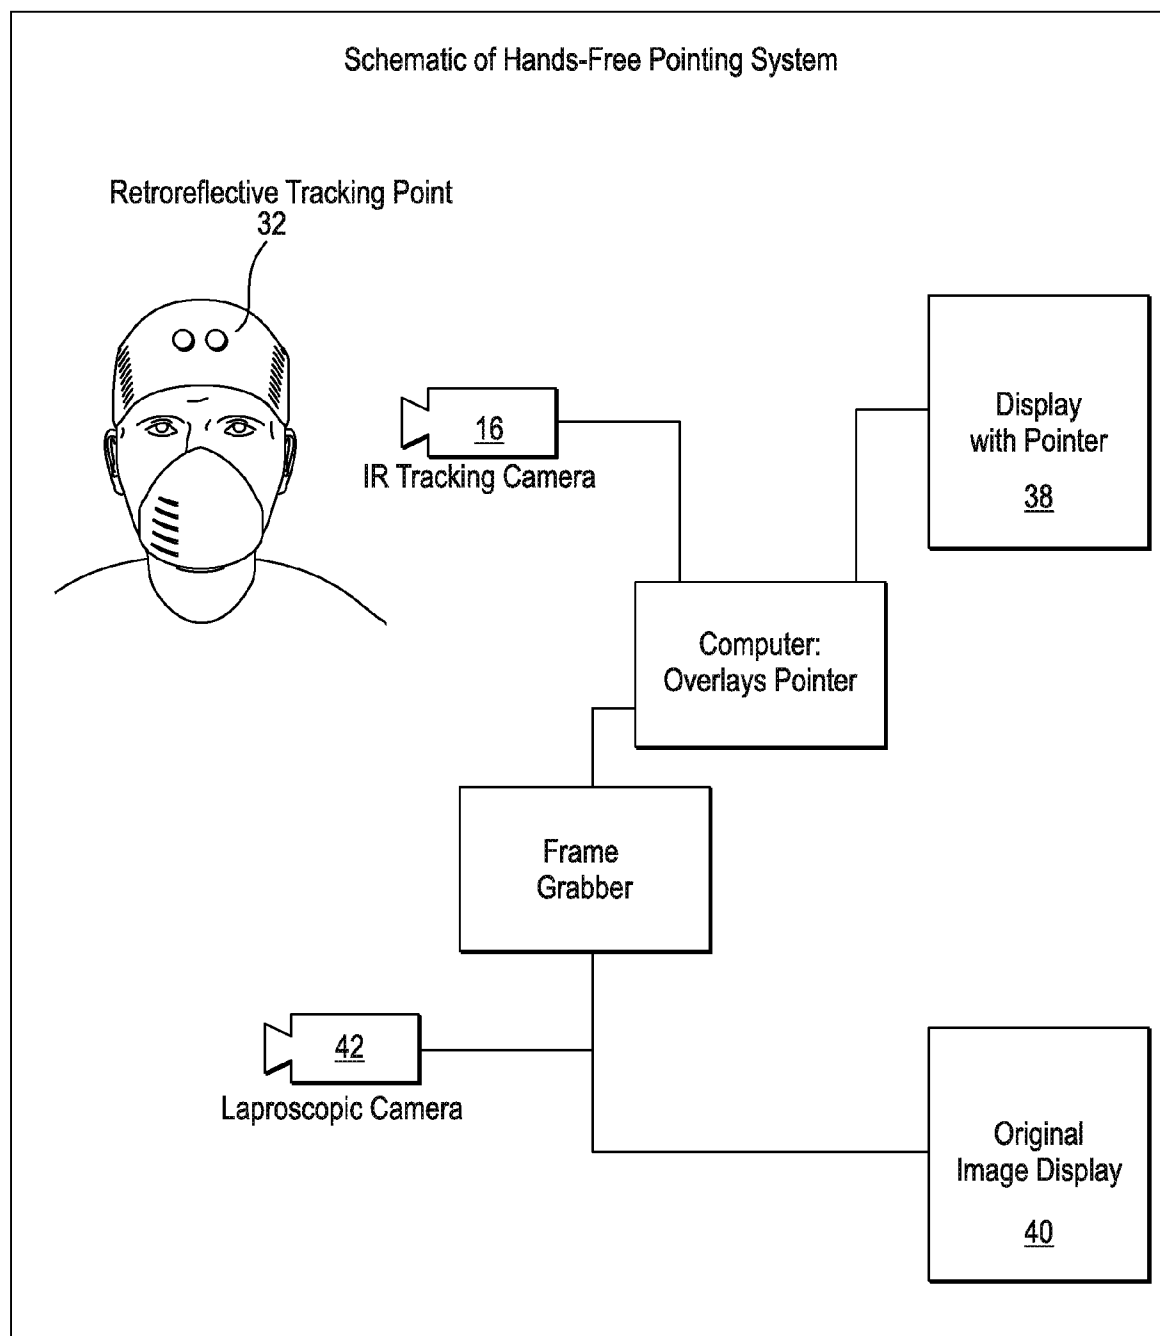 Schematic of Hands-Free Pointing System
Retroreflective Tracking Point
32
16
IR Tracking Camera
Display
with Pointer
38
Computer:
Overlays Pointer
Frame
Grabber
42
Laproscopic Camera
Original
Image Display
40